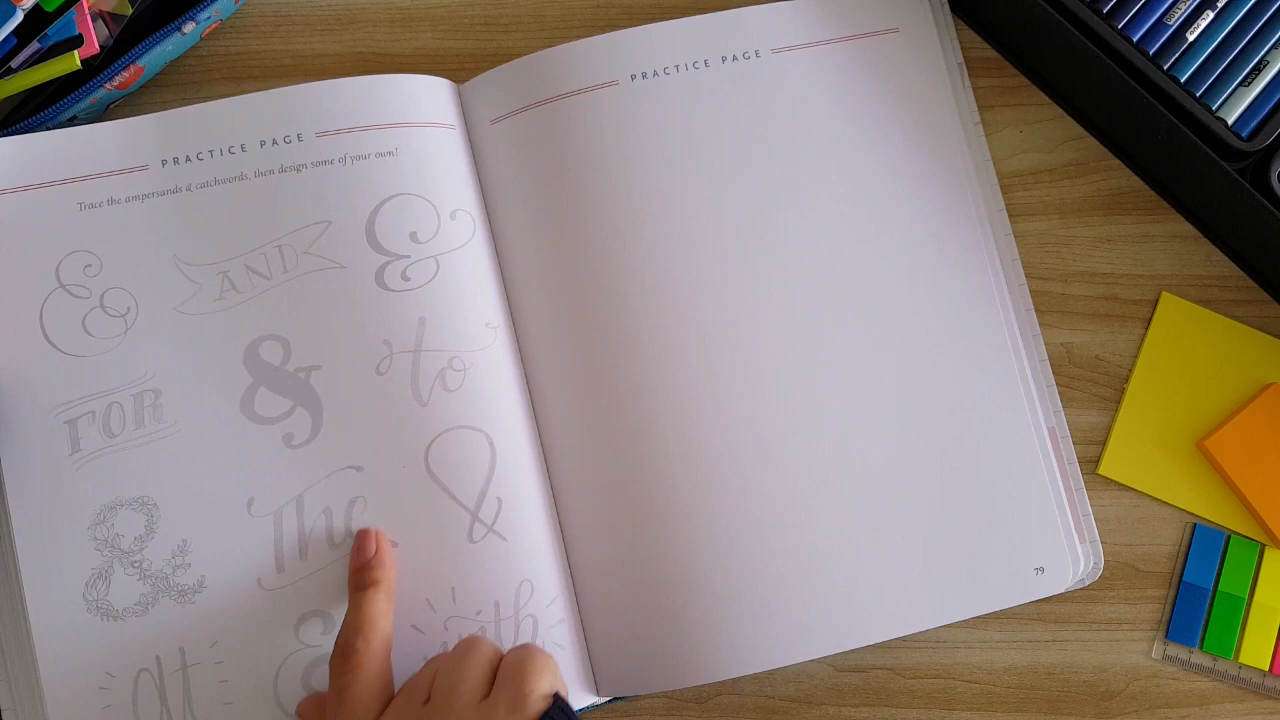 PRACTICE PAGE
Trace the ampersands & catchwords, then design some of your own!
& AND &
FOR & to
& The &
at & with
PRACTICE PAGE
79